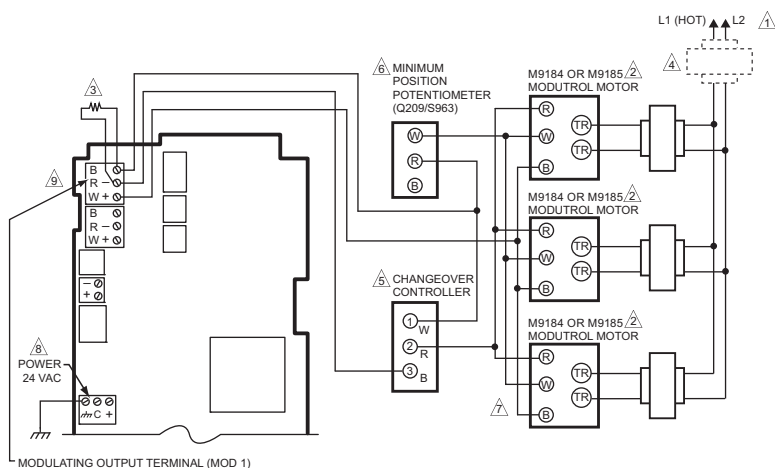 L1 (HOT) L2 1
4
6 MINIMUM
POSITION
POTENTIOMETER
(Q209/S963)
W
R
B
3
9
B
R –
W +
B
R –
W +
–
+
8
POWER
24 VAC
C +
MODULATING OUTPUT TERMINAL (MOD 1)
5 CHANGEOVER
CONTROLLER
1 W
2 R
3 B
M9184 OR M9185 2
MODUTROL MOTOR
R
W
B
TR
TR
M9184 OR M9185 2
MODUTROL MOTOR
R
W
B
TR
TR
M9184 OR M9185 2
MODUTROL MOTOR
R
W
B
TR
TR
7